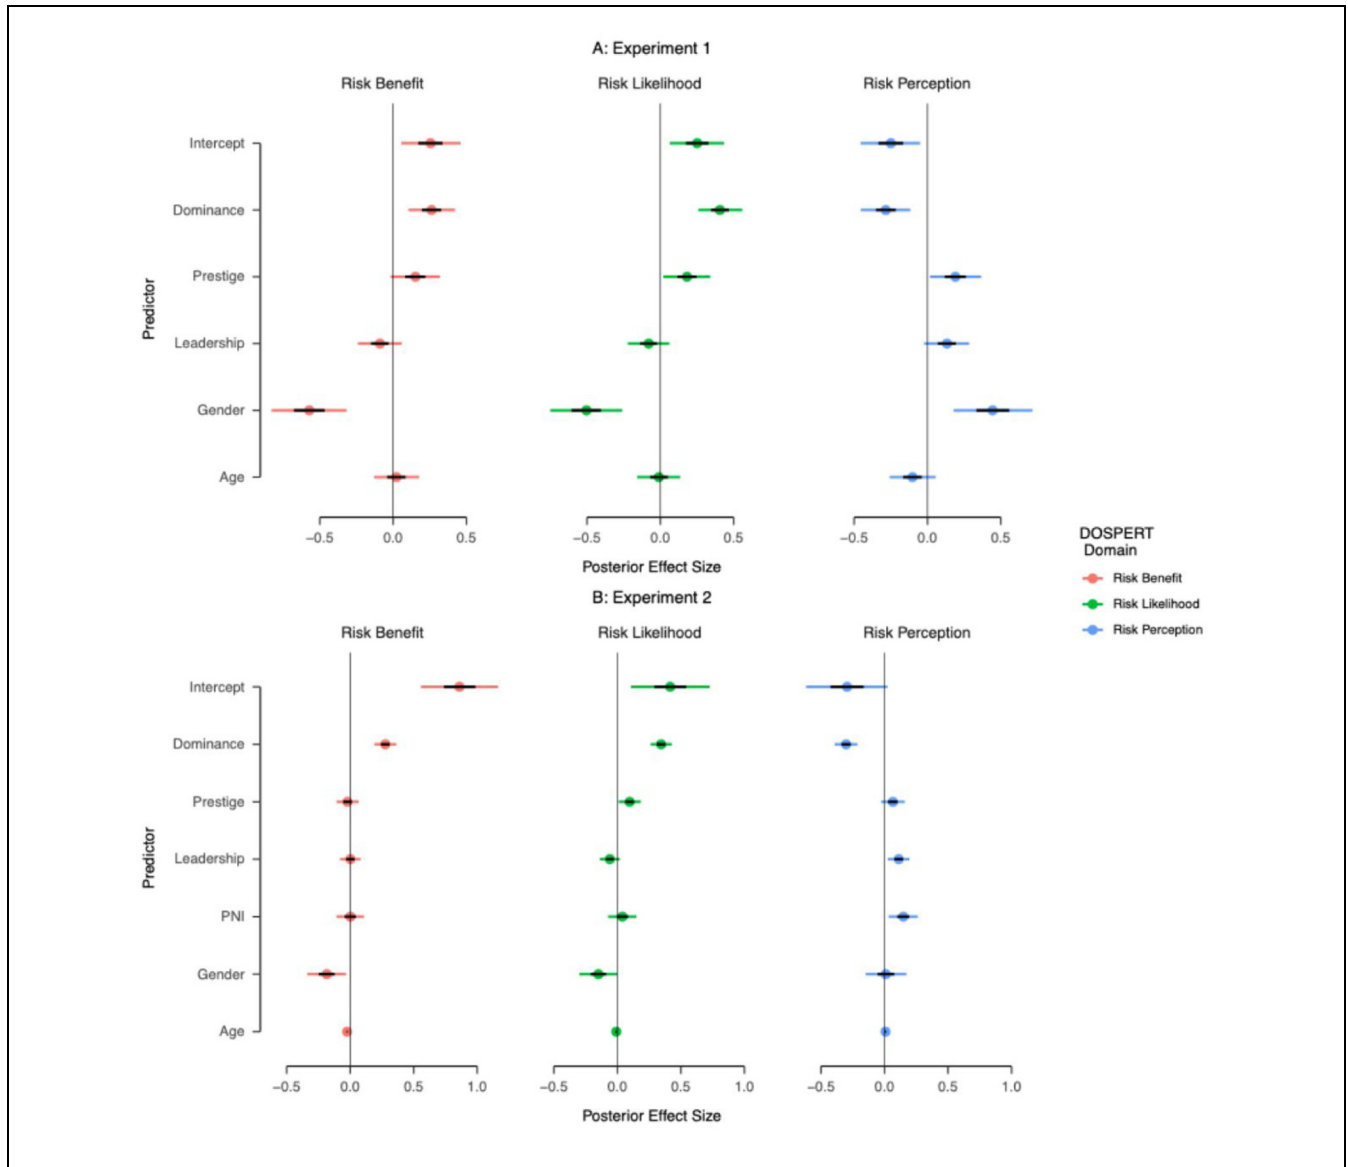 A: Experiment 1
Risk Benefit Risk Likelihood Risk Perception
Intercept
Dominance
Prestige
Leadership
Gender
Age
Predictor
−0.5 0.0 0.5 −0.5 0.0 0.5 −0.5 0.0 0.5
Posterior Effect Size
DOSPERT
Domain
Risk Benefit
Risk Likelihood
Risk Perception
B: Experiment 2
Risk Benefit Risk Likelihood Risk Perception
Intercept
Dominance
Prestige
Leadership
PNI
Gender
Age
Predictor
−0.5 0.0 0.5 1.0 −0.5 0.0 0.5 1.0 −0.5 0.0 0.5 1.0
Posterior Effect Size